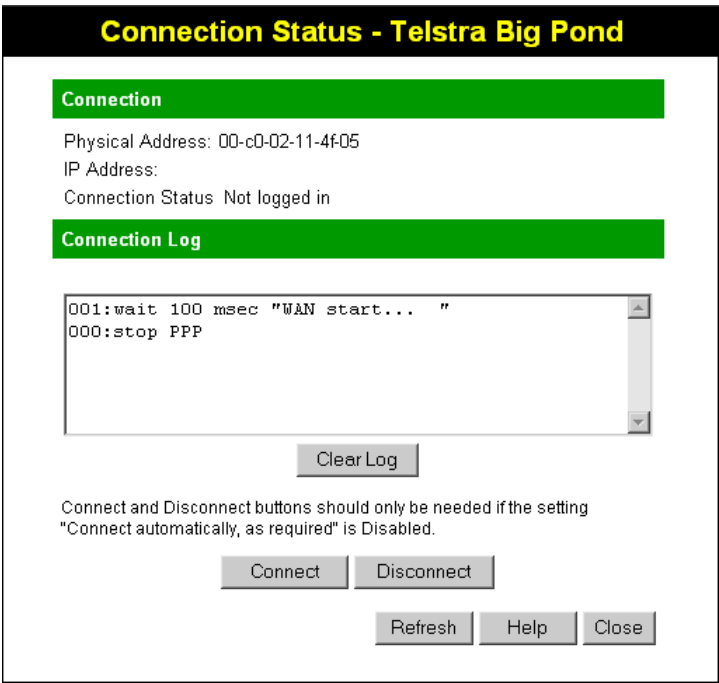 Connection Status - Telstra Big Pond
Connection
Physical Address: 00-c0-02-11-4f-05
IP Address:
Connection Status  Not logged in
Connection Log
001:wait 100 msec "WAN start...  "
000:stop PPP
Clear Log
Connect and Disconnect buttons should only be needed if the setting
"Connect automatically, as required" is Disabled.
Connect Disconnect
Refresh Help Close